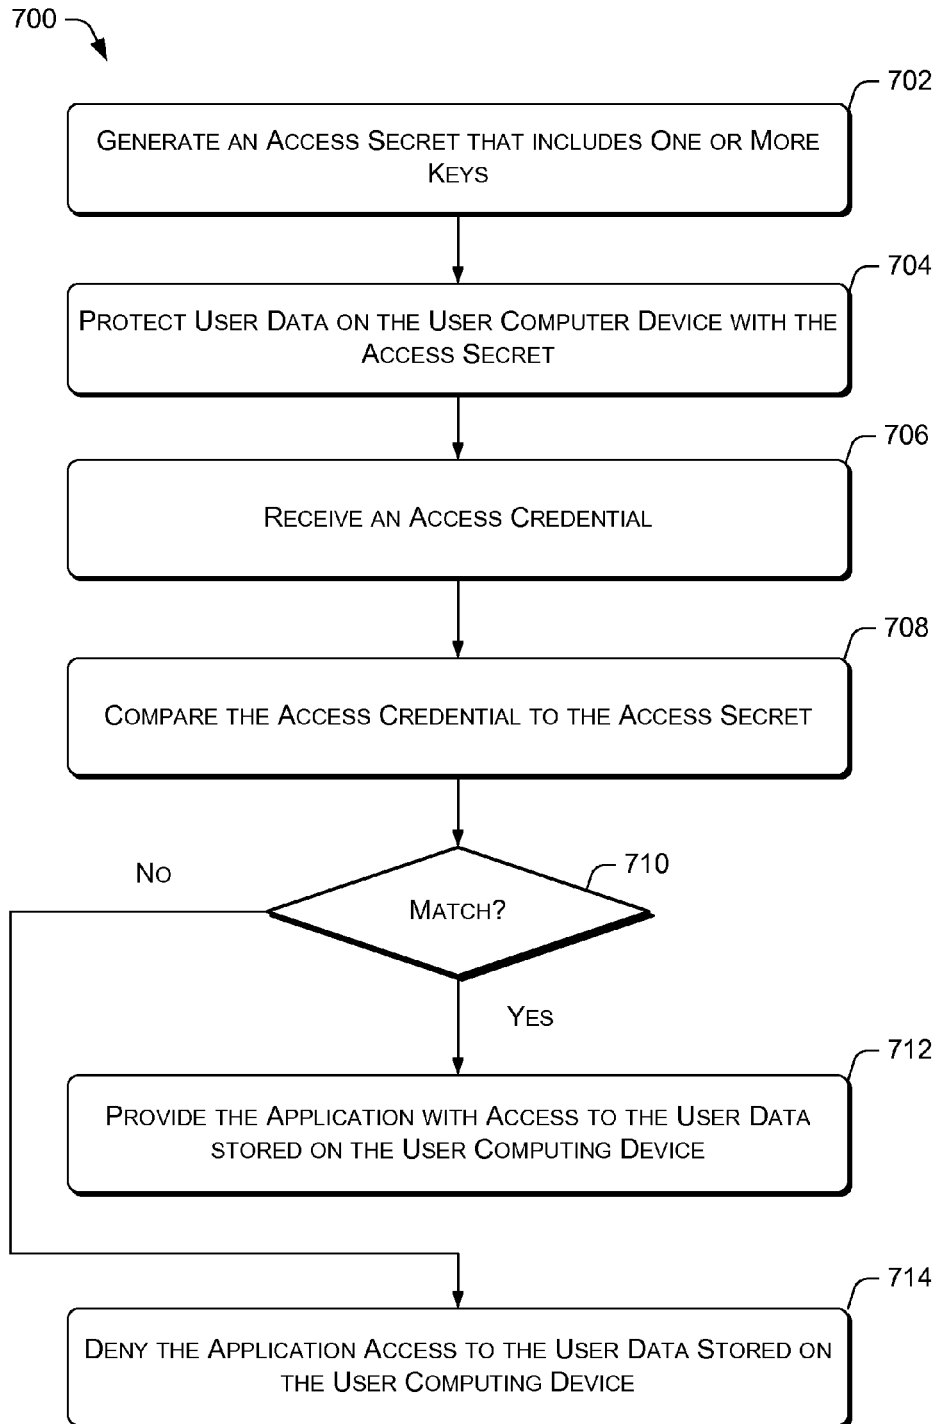 700
702
GENERATE AN ACCESS SECRET THAT INCLUDES ONE OR MORE
KEYS
704
PROTECT USER DATA ON THE USER COMPUTER DEVICE WITH THE
ACCESS SECRET
706
RECEIVE AN ACCESS CREDENTIAL
708
COMPARE THE ACCESS CREDENTIAL TO THE ACCESS SECRET
710
NO
MATCH?
YES
712
PROVIDE THE APPLICATION WITH ACCESS TO THE USER DATA
STORED ON THE USER COMPUTING DEVICE
714
DENY THE APPLICATION ACCESS TO THE USER DATA STORED ON
THE USER COMPUTING DEVICE